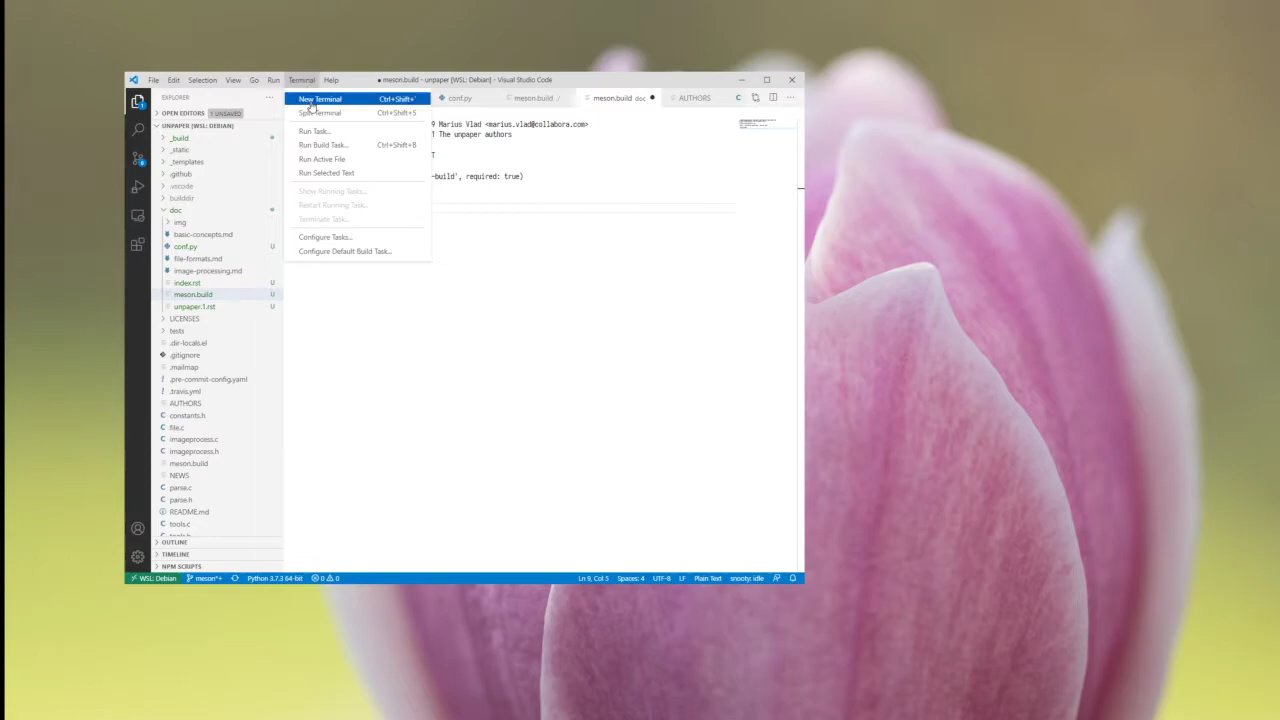 File Edit Selection View Go Run Terminal Help ● meson.build - unpaper [WSL: Debian] - Visual Studio Code
EXPLORER ···
conf.py meson.build ./ meson.build doc ● AUTHORS C ···
OPEN EDITORS 1 UNSAVED
UNPAPER [WSL: DEBIAN]
_build
_static
_templates
.github
.vscode
builddir
doc
img
basic-concepts.md
conf.py U
file-formats.md
image-processing.md
index.rst U
meson.build U
unpaper.1.rst U
LICENSES
tests
.dir-locals.el
.gitignore
.mailmap
.pre-commit-config.yaml
.travis.yml
AUTHORS
constants.h
file.c
imageprocess.c
imageprocess.h
meson.build
NEWS
parse.c
parse.h
README.md
tools.c
tools.h
OUTLINE
TIMELINE
NPM SCRIPTS
New Terminal Ctrl+Shift+`
Split Terminal Ctrl+Shift+5
Run Task...
Run Build Task... Ctrl+Shift+B
Run Active File
Run Selected Text
Show Running Tasks...
Restart Running Task...
Terminate Task...
Configure Tasks...
Configure Default Build Task...
9 Marius Vlad <marius.vlad@collabora.com>
1 The unpaper authors
T
-build', required: true)
WSL: Debian meson*+ Python 3.7.3 64-bit 0 0 Ln 9, Col 5 Spaces: 4 UTF-8 LF Plain Text snooty: idle